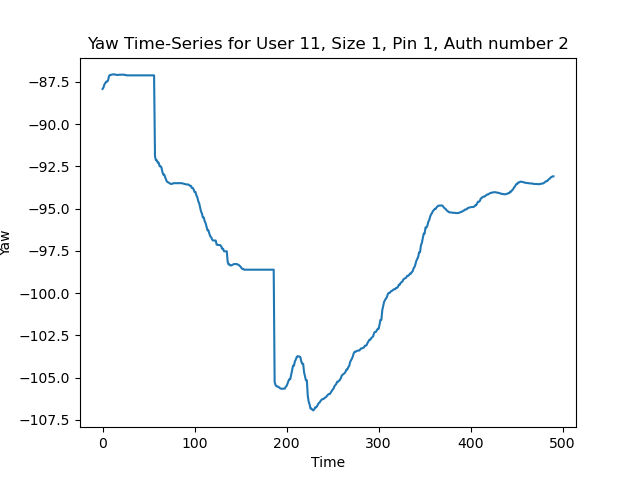 Yaw Time-Series for User 11, Size 1, Pin 1, Auth number 2
−87.5
−90.0
−92.5
−95.0
−97.5
−100.0
−102.5
−105.0
−107.5
Yaw
0 100 200 300 400 500
Time